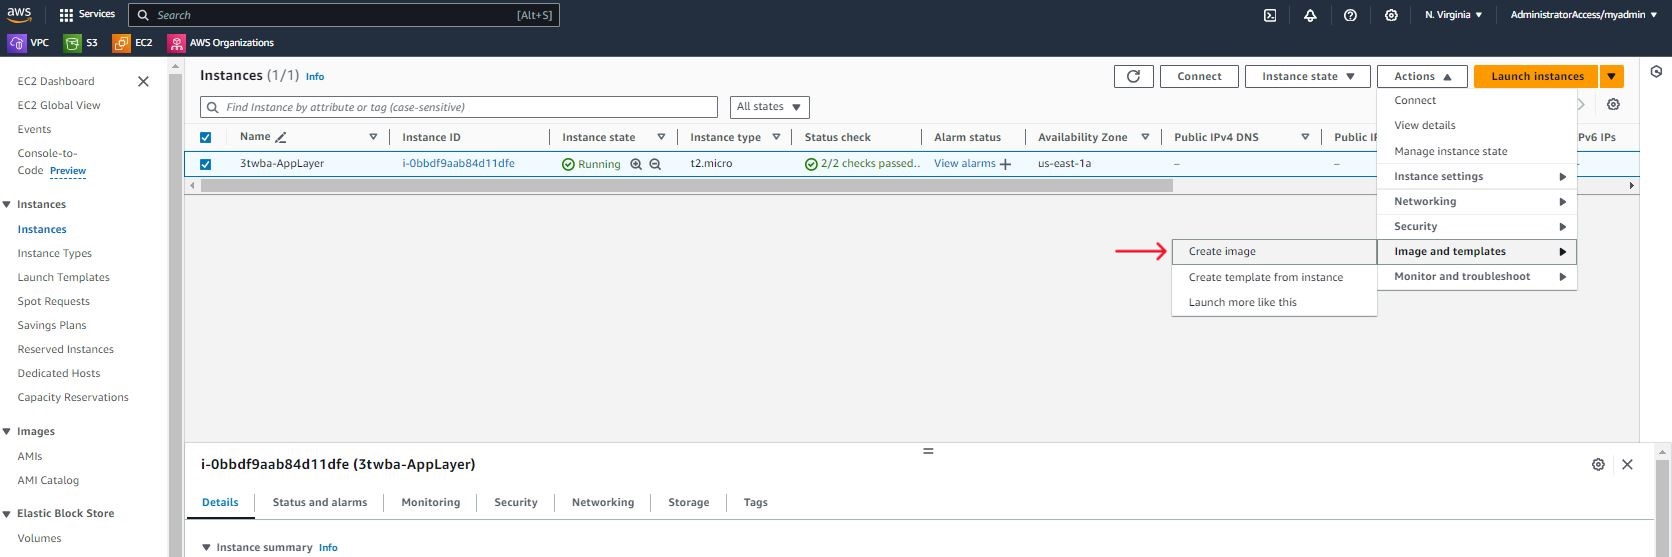 aws Services Search [Alt+S] N. Virginia AdministratorAccess/myadmin
VPC S3 EC2 AWS Organizations
EC2 Dashboard
EC2 Global View
Events
Console-to-
Code Preview
Instances
Instances
Instance Types
Launch Templates
Spot Requests
Savings Plans
Reserved Instances
Dedicated Hosts
Capacity Reservations
Images
AMIs
AMI Catalog
Elastic Block Store
Volumes
Instances (1/1) Info Connect Instance state Actions Launch instances
Find Instance by attribute or tag (case-sensitive) All states
Name Instance ID Instance state Instance type Status check Alarm status Availability Zone Public IPv4 DNS Public IP Pv6 IPs
3twba-AppLayer i-0bbdf9aab84d11dfe Running t2.micro 2/2 checks passed.. View alarms us-east-1a – – –
Connect
View details
Manage instance state
Instance settings
Networking
Security
Image and templates
Monitor and troubleshoot
Create image
Create template from instance
Launch more like this
i-0bbdf9aab84d11dfe (3twba-AppLayer)
Details Status and alarms Monitoring Security Networking Storage Tags
Instance summary Info